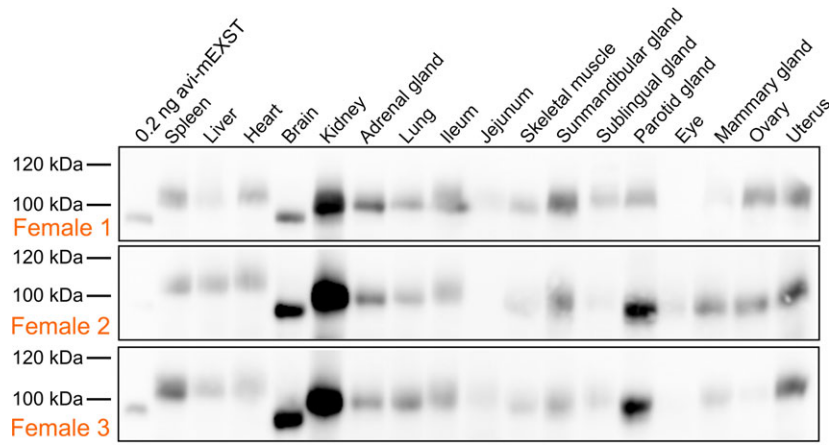 0.2 ng avi-mEXST
Spleen
Liver
Heart
Brain
Kidney
Adrenal gland
Lung
Ileum
Jejunum
Skeletal muscle
Sunmandibular gland
Sublingual gland
Parotid gland
Eye
Mammary gland
Ovary
Uterus
120 kDa
100 kDa
Female 1
120 kDa
100 kDa
Female 2
120 kDa
100 kDa
Female 3